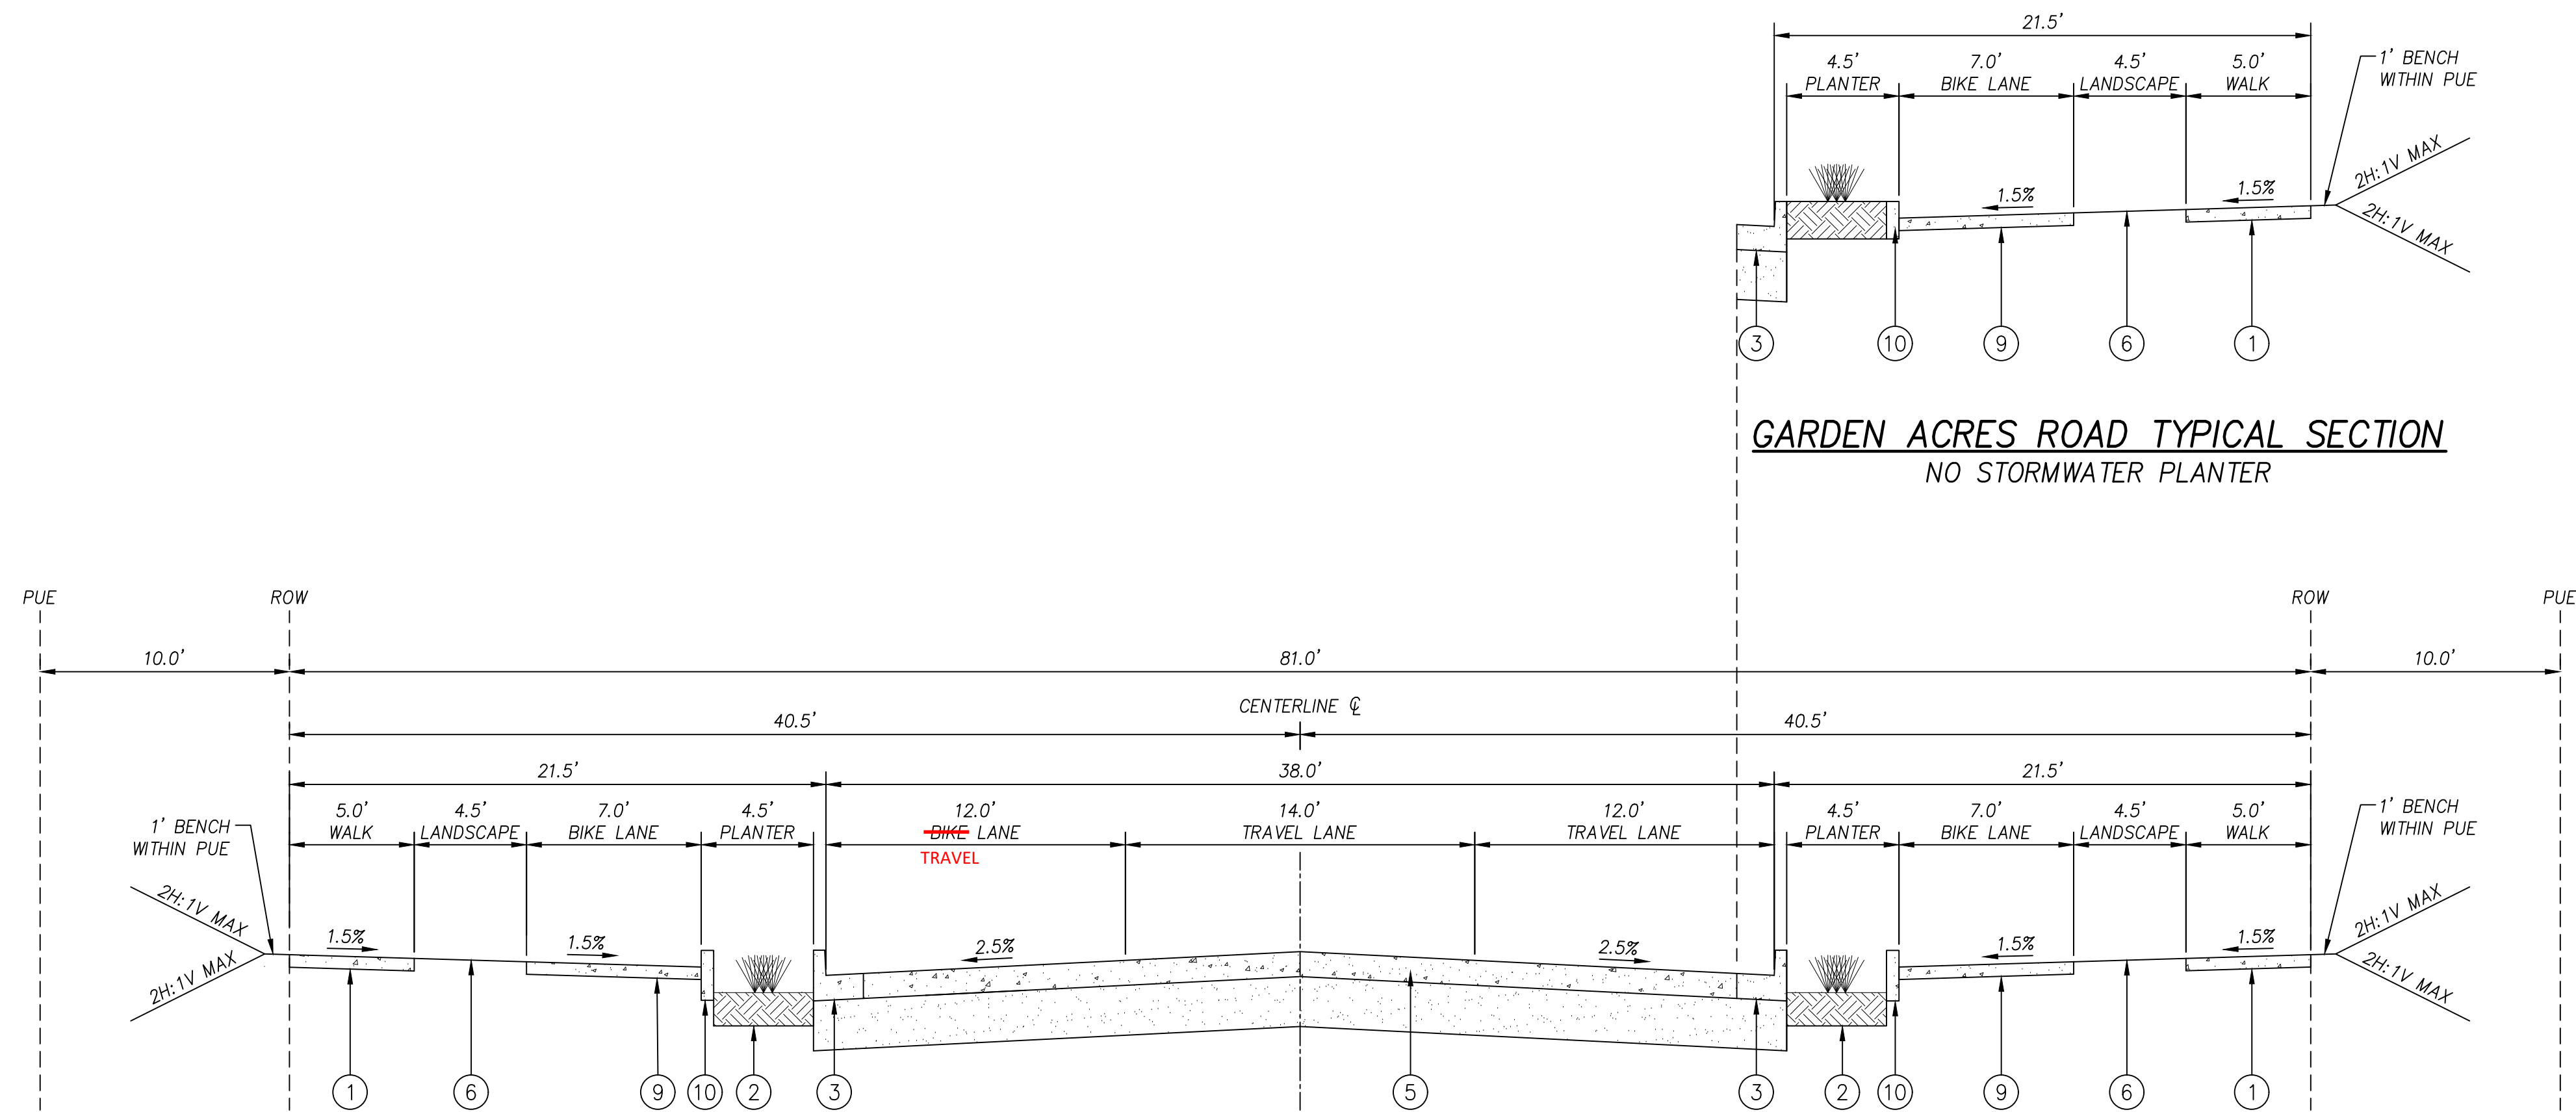 21.5'
4.5' 7.0' 4.5' 5.0'
PLANTER BIKE LANE LANDSCAPE WALK
1' BENCH
WITHIN PUE
2H:1V MAX
2H:1V MAX
1.5% 1.5%
3 10 9 6 1
GARDEN ACRES ROAD TYPICAL SECTION
NO STORMWATER PLANTER
PUE ROW ROW PUE
10.0' 81.0' 10.0'
CENTERLINE ℄
40.5' 40.5'
21.5' 38.0' 21.5'
5.0' 4.5' 7.0' 4.5' 12.0' 14.0' 12.0' 4.5' 7.0' 4.5' 5.0'
WALK LANDSCAPE BIKE LANE PLANTER BIKE LANE TRAVEL LANE TRAVEL LANE PLANTER BIKE LANE LANDSCAPE WALK
TRAVEL
1' BENCH
WITHIN PUE
1' BENCH
WITHIN PUE
2H:1V MAX
2H:1V MAX
1.5% 1.5% 2.5% 2.5% 1.5% 1.5%
2H:1V MAX
2H:1V MAX
1 6 9 10 2 3 5 3 2 10 9 6 1